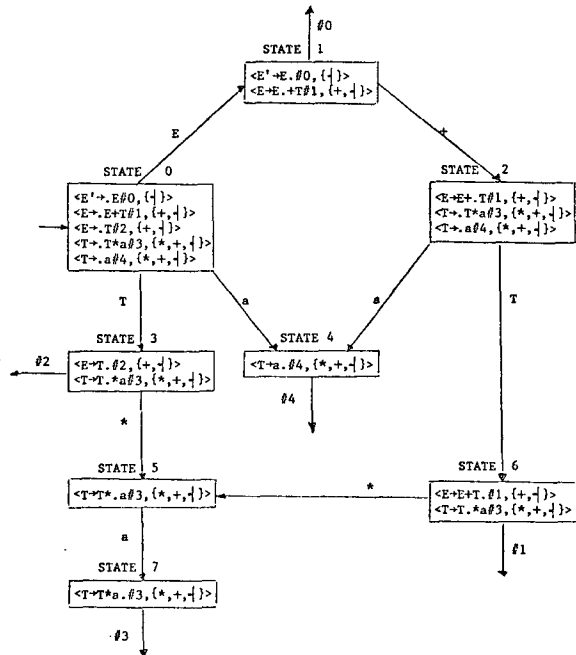 #0
STATE 1
<E'→E.#0,{⊣}>
<E→E.+T#1,{+,⊣}>
E
+
STATE 0
<E'→.E#0,{⊣}>
<E→.E+T#1,{+,⊣}>
<E→.T#2,{+,⊣}>
<T→.T*a#3,{*,+,⊣}>
<T→.a#4,{*,+,⊣}>
STATE 2
<E→E+.T#1,{+,⊣}>
<T→.T*a#3,{*,+,⊣}>
<T→.a#4,{*,+,⊣}>
T
a
a
T
STATE 3
<E→T.#2,{+,⊣}>
<T→T.*a#3,{*,+,⊣}>
#2
STATE 4
<T→a.#4,{*,+,⊣}>
#4
*
STATE 5
<T→T*.a#3,{*,+,⊣}>
*
STATE 6
<E→E+T.#1,{+,⊣}>
<T→T.*a#3,{*,+,⊣}>
#1
a
STATE 7
<T→T*a.#3,{*,+,⊣}>
#3